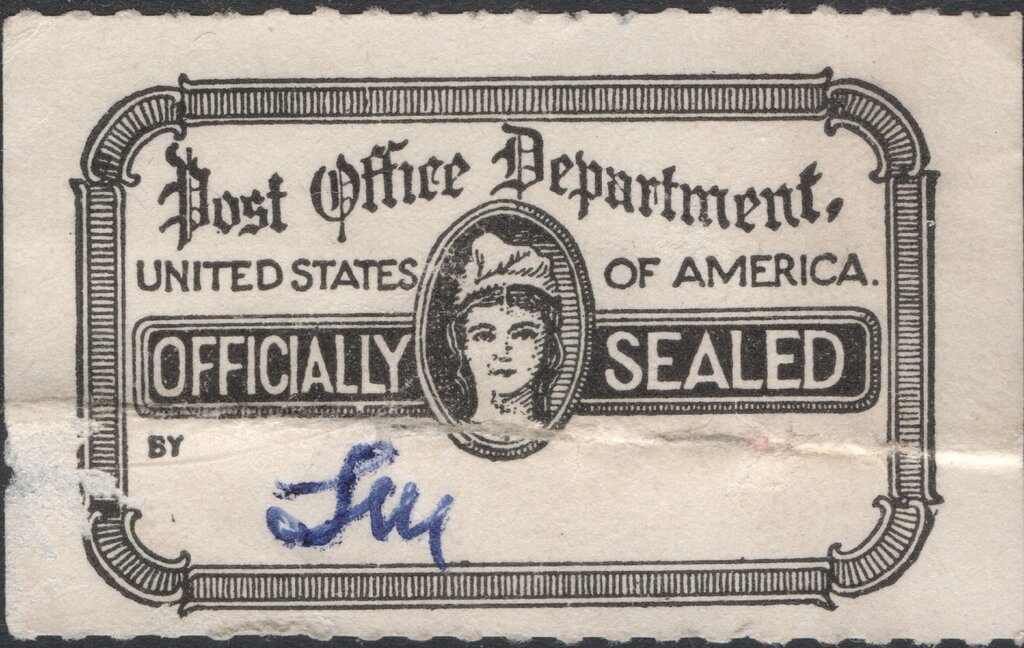 Post Office Department,
UNITED STATES OF AMERICA.
OFFICIALLY SEALED
BY